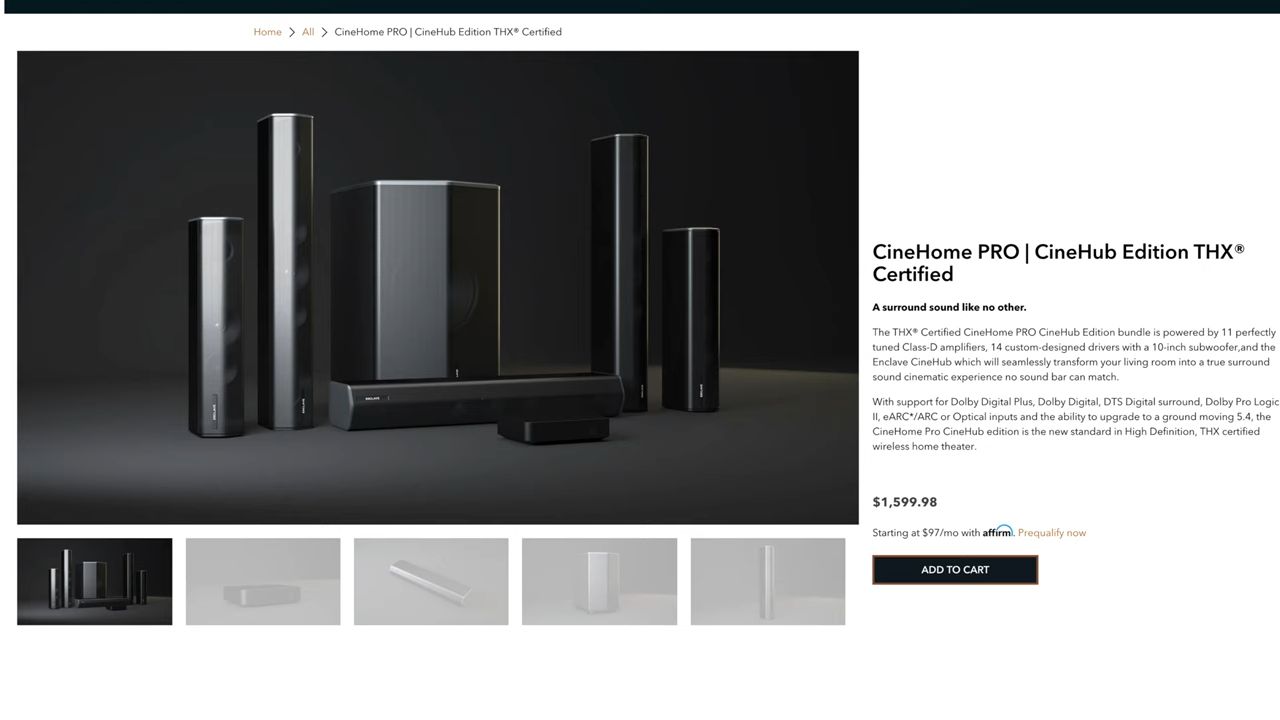 Home > All > CineHome PRO | CineHub Edition THX® Certified
ENCLAVE
ENCLAVE
ENCLAVE
ENCLAVE
ENCLAVE
CineHome PRO | CineHub Edition THX®
Certified
A surround sound like no other.
The THX® Certified CineHome PRO CineHub Edition bundle is powered by 11 perfectly
tuned Class-D amplifiers, 14 custom-designed drivers with a 10-inch subwoofer,and the
Enclave CineHub which will seamlessly transform your living room into a true surround
sound cinematic experience no sound bar can match.
With support for Dolby Digital Plus, Dolby Digital, DTS Digital surround, Dolby Pro Logic
II, eARC*/ARC or Optical inputs and the ability to upgrade to a ground moving 5.4, the
CineHome Pro CineHub edition is the new standard in High Definition, THX certified
wireless home theater.
$1,599.98
Starting at $97/mo with affirm. Prequalify now
ADD TO CART